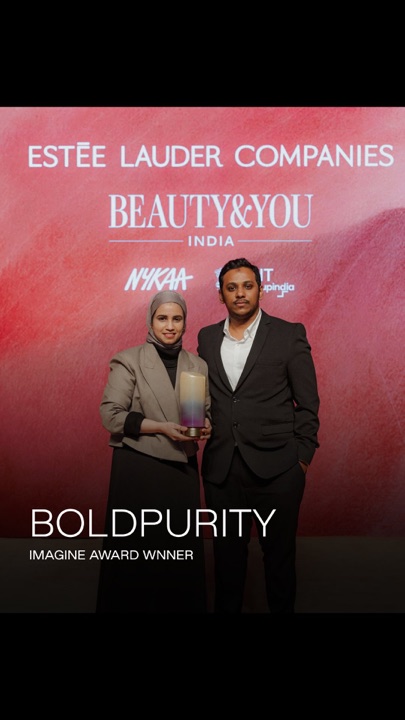 ESTĒE LAUDER COMPANIES
BEAUTY&YOU
INDIA
NYKAA
BOLDPURITY
IMAGINE AWARD WNNER